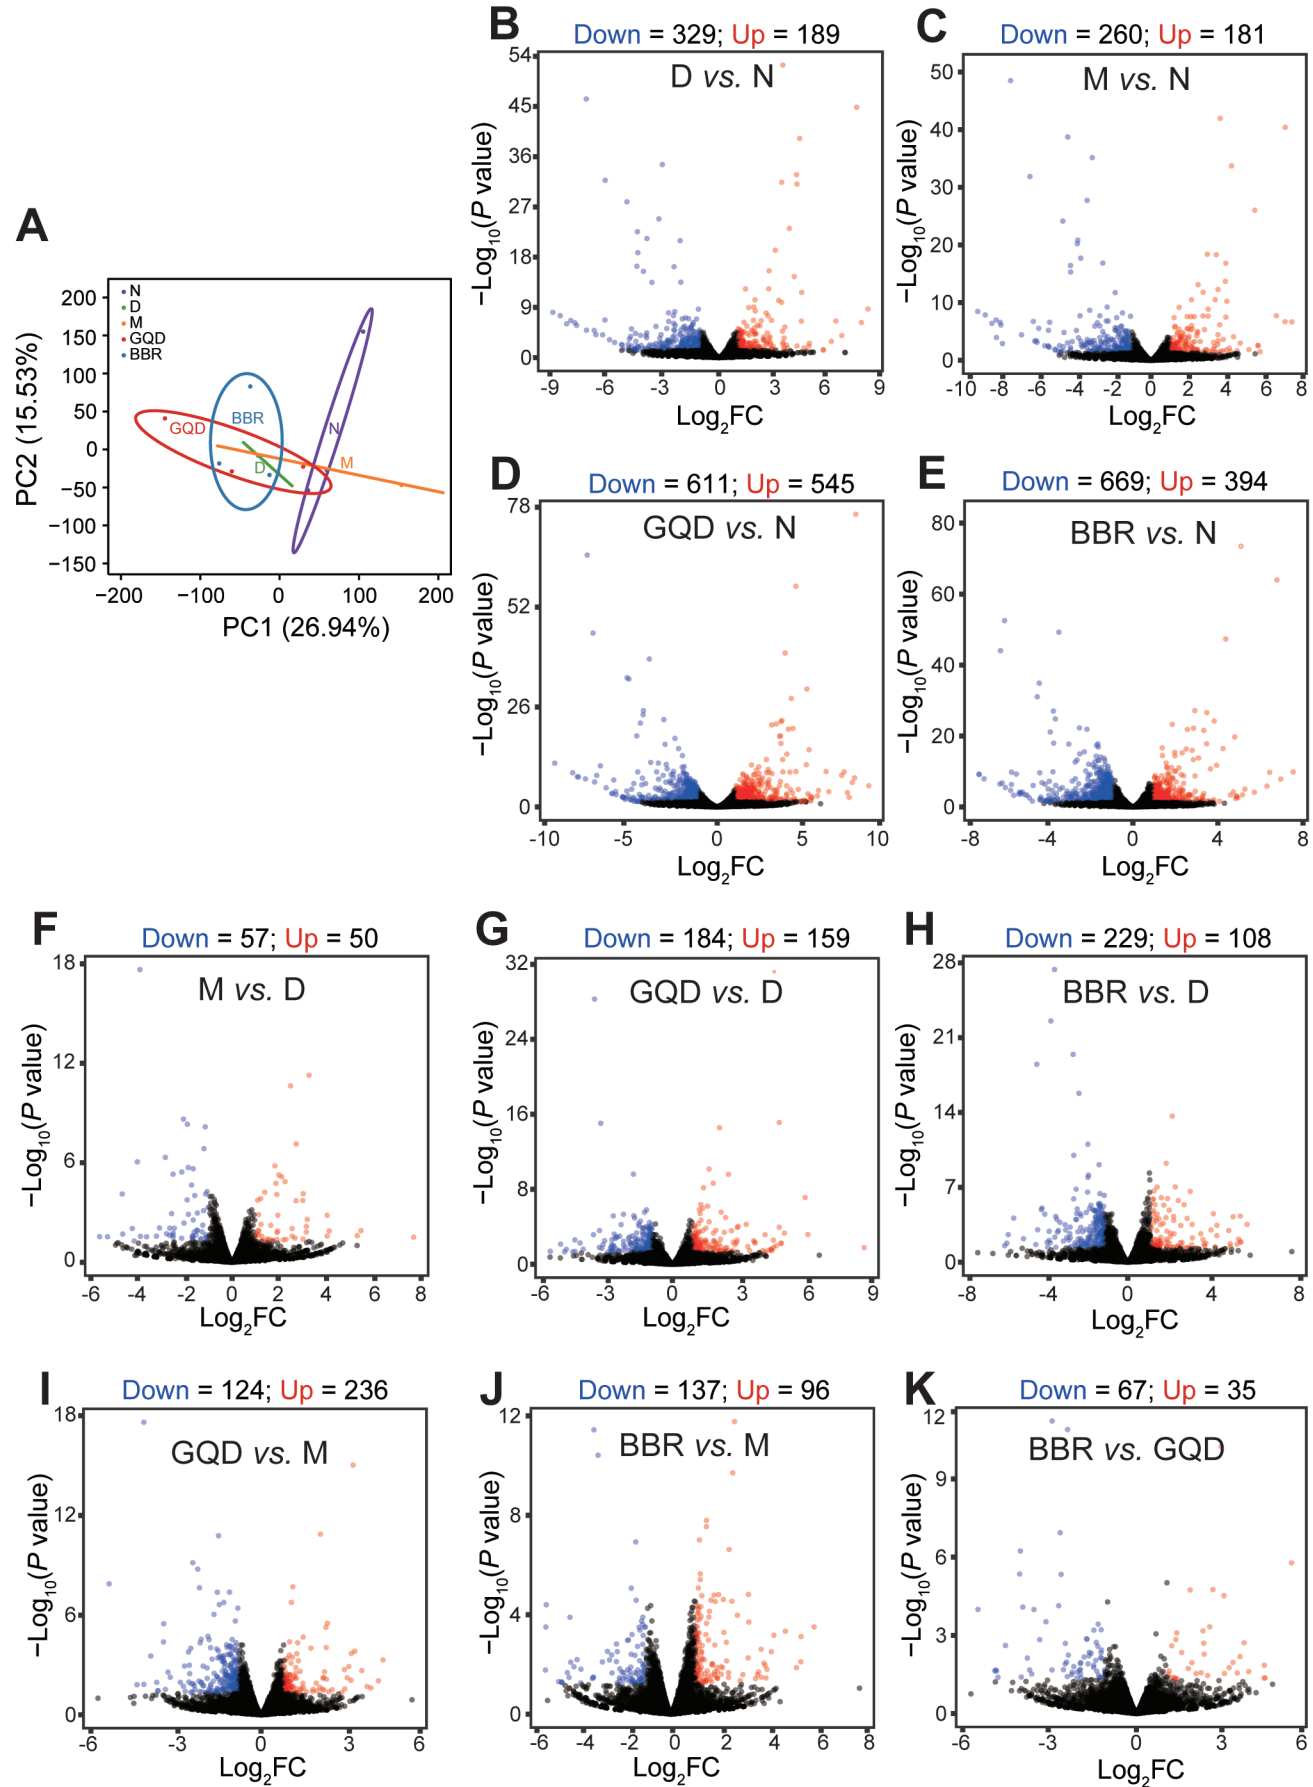 A
PC2 (15.53%)
200
150
100
50
0
−50
−100
−150
N
D
M
GQD
BBR
GQD
BBR
D
N
M
−200
−100
0
100
200
PC1 (26.94%)
B
Down = 329; Up = 189
D vs. N
−Log10(P value)
54
45
36
27
18
9
0
-9
-6
-3
0
3
6
9
Log2FC
C
Down = 260; Up = 181
M vs. N
−Log10(P value)
50
40
30
20
10
0
-10
-8
-6
-4
-2
0
2
4
6
8
Log2FC
D
Down = 611; Up = 545
GQD vs. N
−Log10(P value)
78
52
26
0
-10
-5
0
5
10
Log2FC
E
Down = 669; Up = 394
BBR vs. N
−Log10(P value)
80
60
40
20
0
-8
-4
0
4
8
Log2FC
F
Down = 57; Up = 50
M vs. D
−Log10(P value)
18
12
6
0
-6
-4
-2
0
2
4
6
8
Log2FC
G
Down = 184; Up = 159
GQD vs. D
−Log10(P value)
32
24
16
8
0
-6
-3
0
3
6
9
Log2FC
H
Down = 229; Up = 108
BBR vs. D
−Log10(P value)
28
21
14
7
0
-8
-4
0
4
8
Log2FC
I
Down = 124; Up = 236
GQD vs. M
−Log10(P value)
18
12
6
0
-6
-3
0
3
6
Log2FC
J
Down = 137; Up = 96
BBR vs. M
−Log10(P value)
12
8
4
0
-6
-4
-2
0
2
4
6
8
Log2FC
K
Down = 67; Up = 35
BBR vs. GQD
−Log10(P value)
12
9
6
3
0
-6
-3
0
3
6
Log2FC